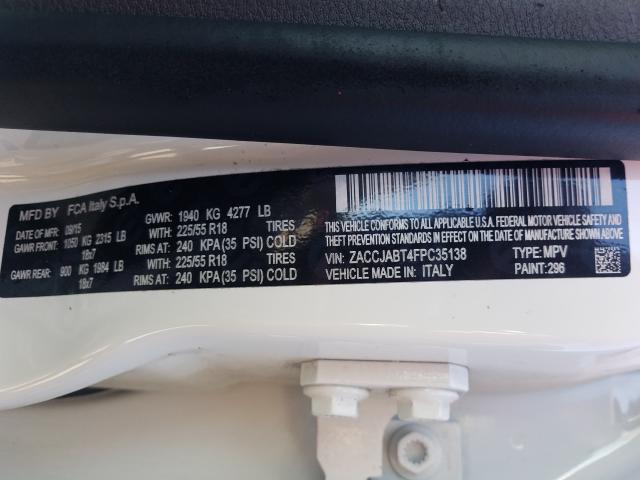 MFD BY FCA Italy S.p.A.
DATE OF MFR: 09/15 GVWR: 1940 KG 4277 LB
GAWR FRONT: 1050 KG 2315 LB WITH: 225/55 R18 TIRES
18x7 RIMS AT: 240 KPA (35 PSI) COLD
GAWR REAR: 900 KG 1984 LB WITH: 225/55 R18 TIRES
18x7 RIMS AT: 240 KPA (35 PSI) COLD
THIS VEHICLE CONFORMS TO ALL APPLICABLE U.S.A. FEDERAL MOTOR VEHICLE SAFETY AND
THEFT PREVENTION STANDARDS IN EFFECT ON THE DATE OF MANUFACTURE SHOWN ABOVE
VIN: ZACCJABT4FPC35138 TYPE: MPV
VEHICLE MADE IN: ITALY PAINT: 296